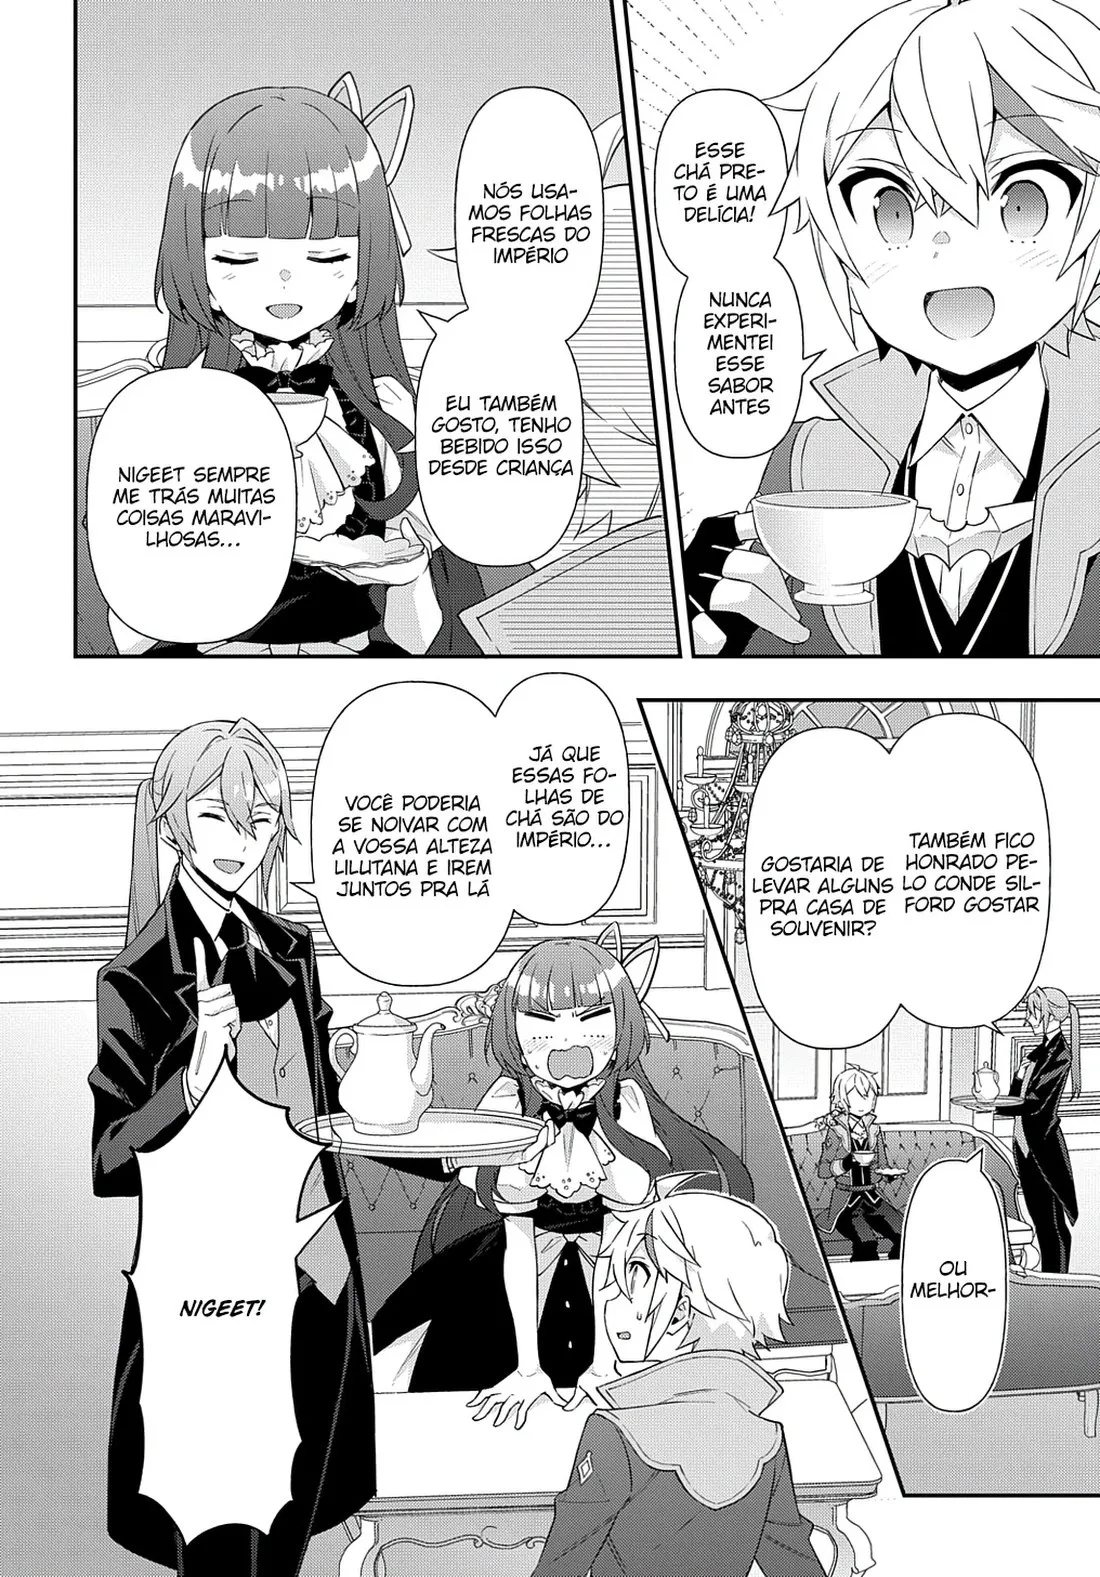 ESSE
CHÁ PRE-
TO É UMA
DELÍCIA!
NUNCA
EXPERI-
MENTEI
ESSE
SABOR
ANTES
NÓS USA-
MOS FOLHAS
FRESCAS DO
IMPÉRIO
EU TAMBÉM
GOSTO, TENHO
BEBIDO ISSO
DESDE CRIANÇA
NIGEET SEMPRE
ME TRÁS MUITAS
COISAS MARAVI-
LHOSAS...
TAMBÉM FICO
HONRADO PE-
LO CONDE SIL-
FORD GOSTAR
GOSTARIA DE
LEVAR ALGUNS
PRA CASA DE
SOUVENIR?
OU
MELHOR-
JÁ QUE
ESSAS FO-
LHAS DE
CHÁ SÃO DO
IMPÉRIO...
VOCÊ PODERIA
SE NOIVAR COM
A VOSSA ALTEZA
LILLUTANA E IREM
JUNTOS PRA LÁ
NIGEET!